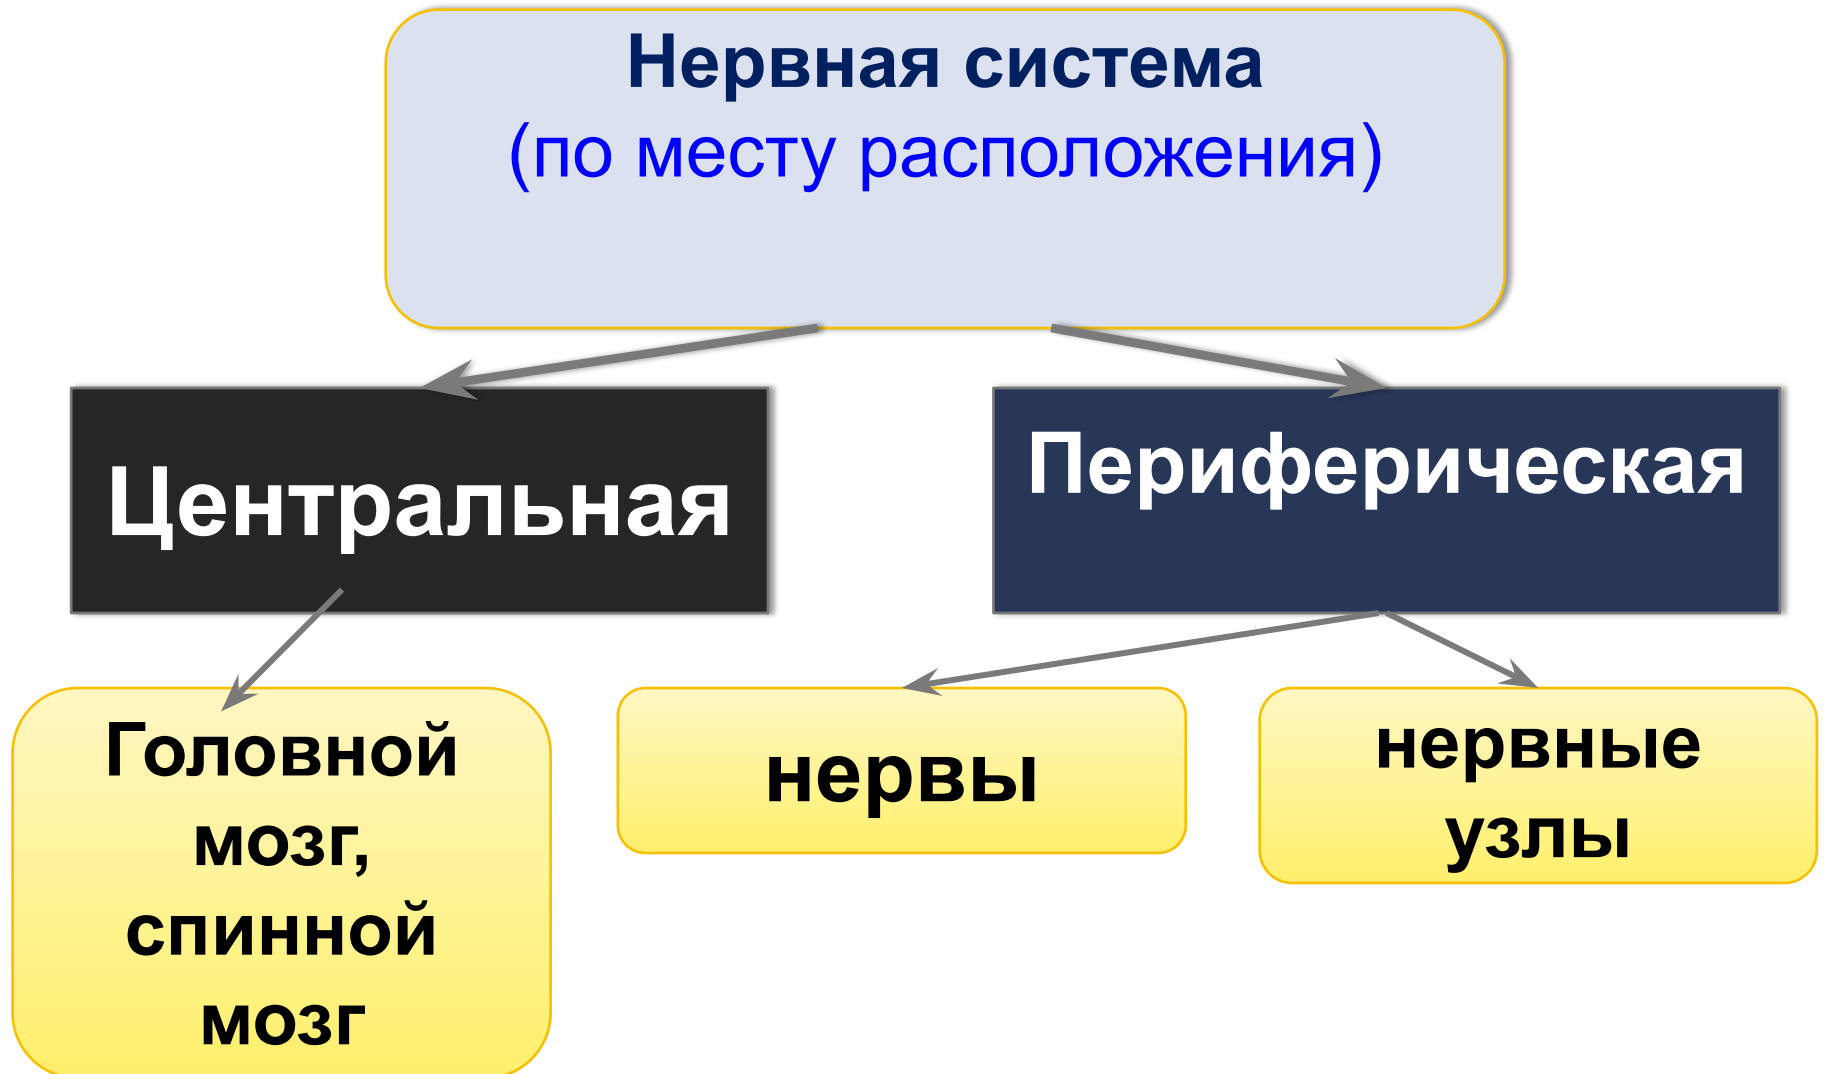 Нервная система
(по месту расположения)
Центральная
Периферическая
Головной
мозг,
спинной
мозг
нервы
нервные
узлы